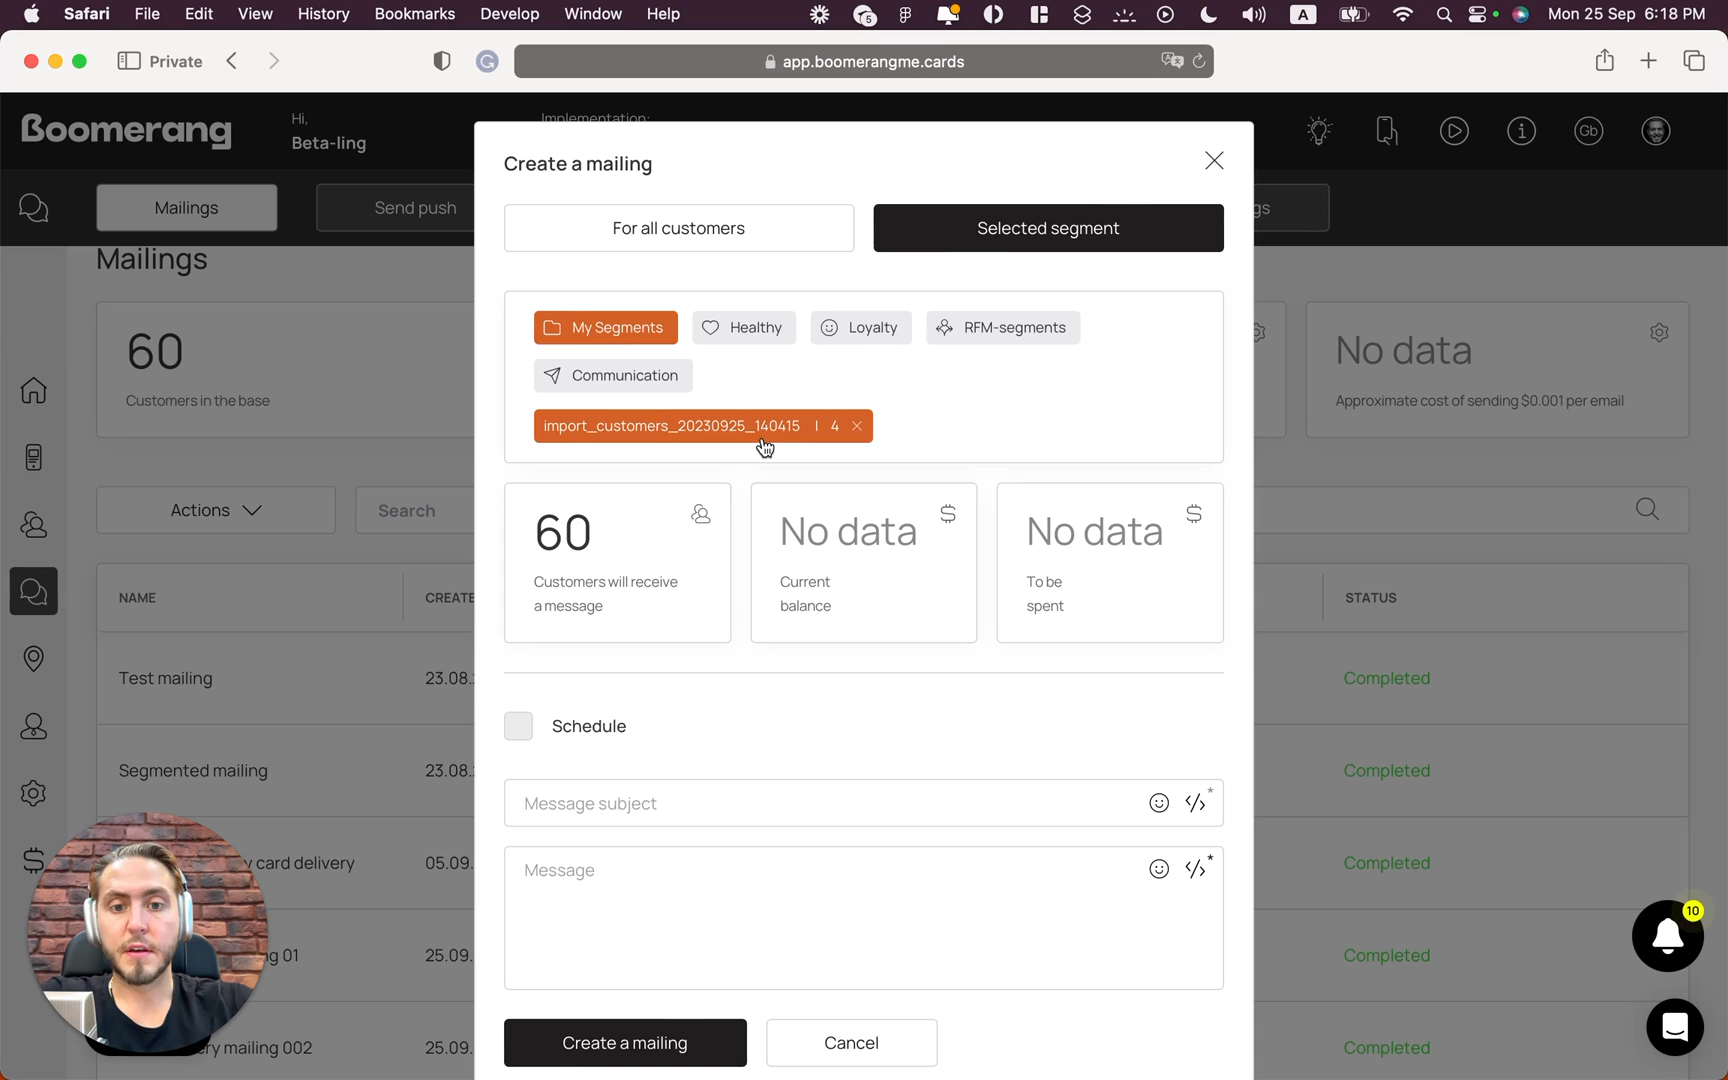 Safari File Edit View History Bookmarks Develop Window Help 5 A Mon 25 Sep 6:18 PM
Private app.boomerangme.cards
Boomerang
Hi,
Beta-ling
Implementation:
Gb
Mailings
Send push
gs
Mailings
60
Customers in the base
No data
Approximate cost of sending $0.001 per email
Actions
Search
NAME
CREATE
STATUS
Test mailing
23.08.
Completed
Segmented mailing
23.08.
Completed
y card delivery
05.09.
Completed
ng 01
25.09.
Completed
ery mailing 002
25.09.
Completed
Create a mailing
For all customers
Selected segment
My Segments
Healthy
Loyalty
RFM-segments
Communication
import_customers_20230925_140415 | 4
60
Customers will receive
a message
No data
Current
balance
No data
To be
spent
Schedule
Message subject
*
Message
*
Create a mailing
Cancel
10